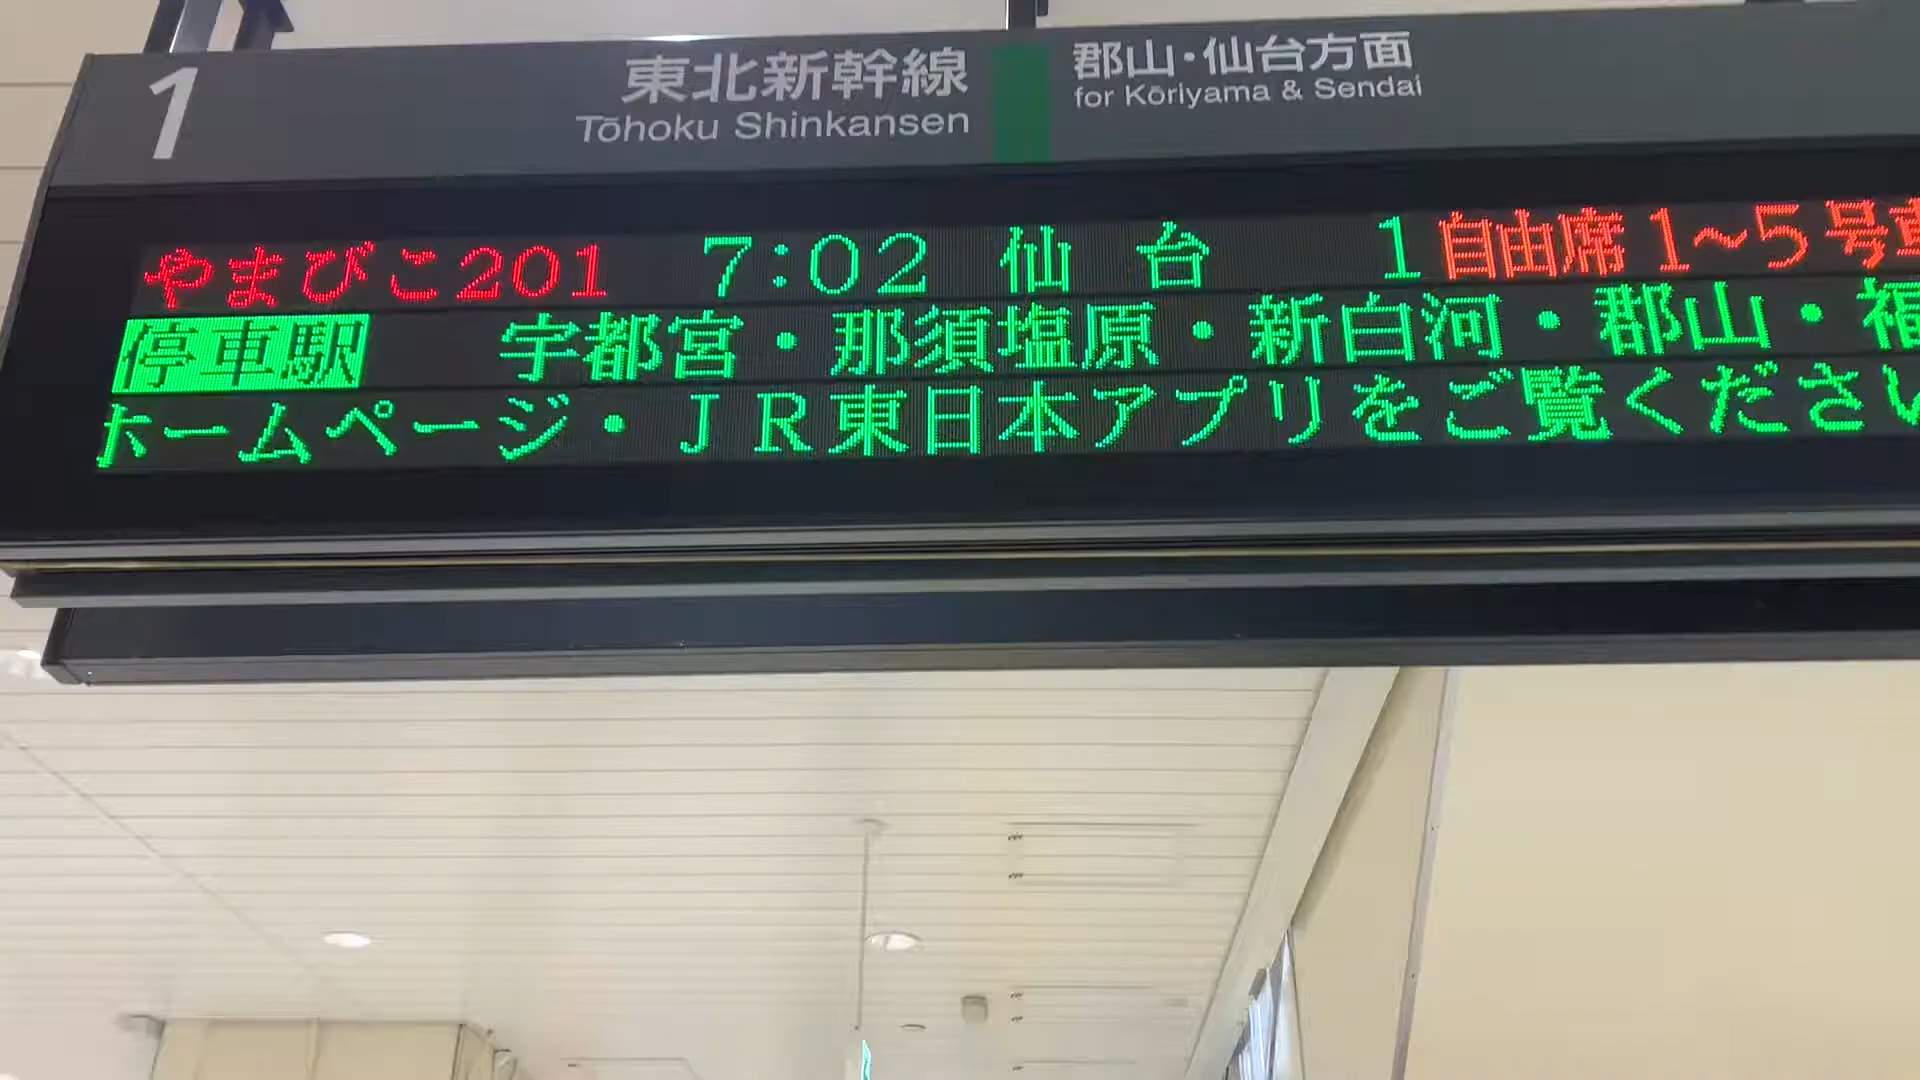 1 東北新幹線 郡山・仙台方面
Tōhoku Shinkansen for Kōriyama & Sendai
やまびこ201 7:02 仙台 1 自由席1～5号車
停車駅 宇都宮・那須塩原・新白河・郡山・福
ホームページ・JR東日本アプリをご覧ください